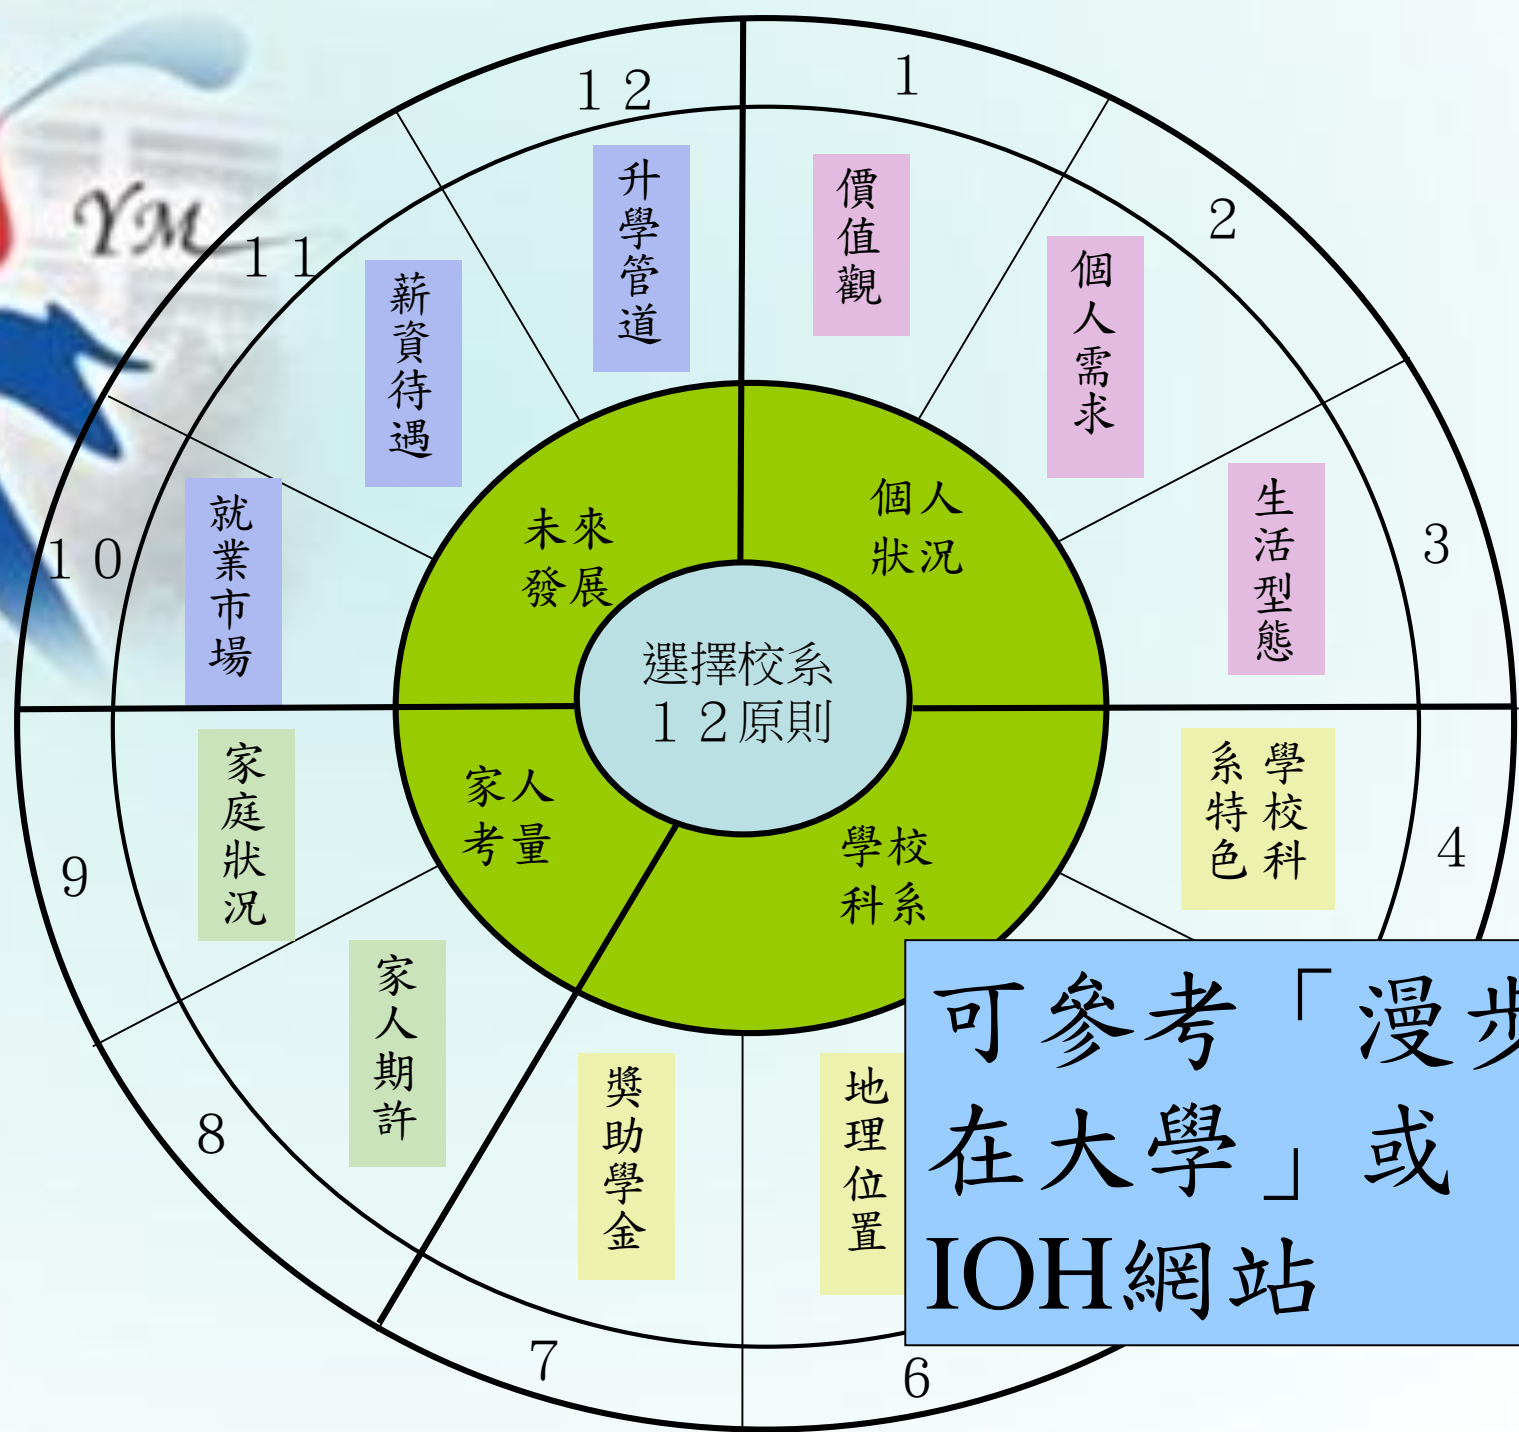 YM
選擇校系
１２原則
個人
狀況
學校
科系
家人
考量
未來
發展
1
價值觀
2
個人需求
3
生活型態
4
學校科
系特色
6
地理位置
7
獎助學金
8
家人期許
9
家庭狀況
１０
就業市場
１１
薪資待遇
１２
升學管道
可參考「漫步
在大學」或
IOH網站